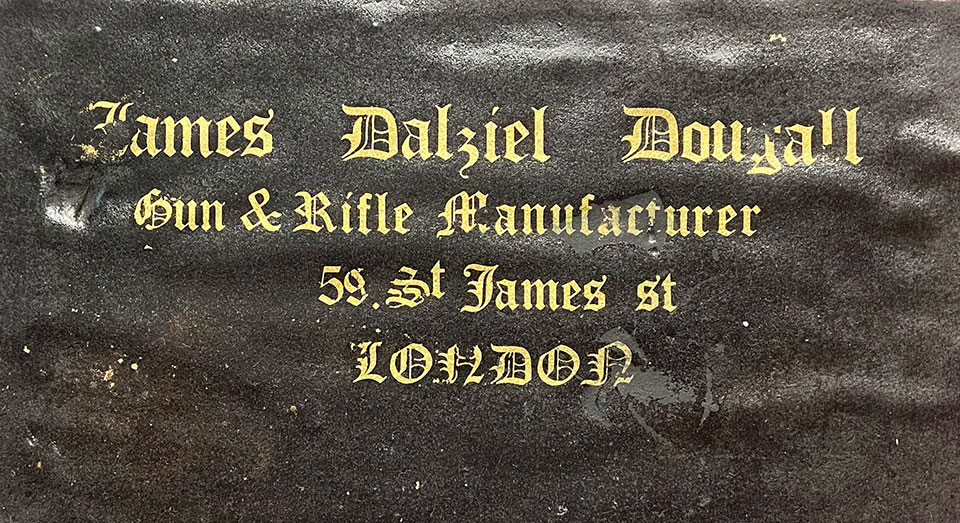 James Dalziel Dougall
Gun & Rifle Manufacturer
59. St James st
LONDON